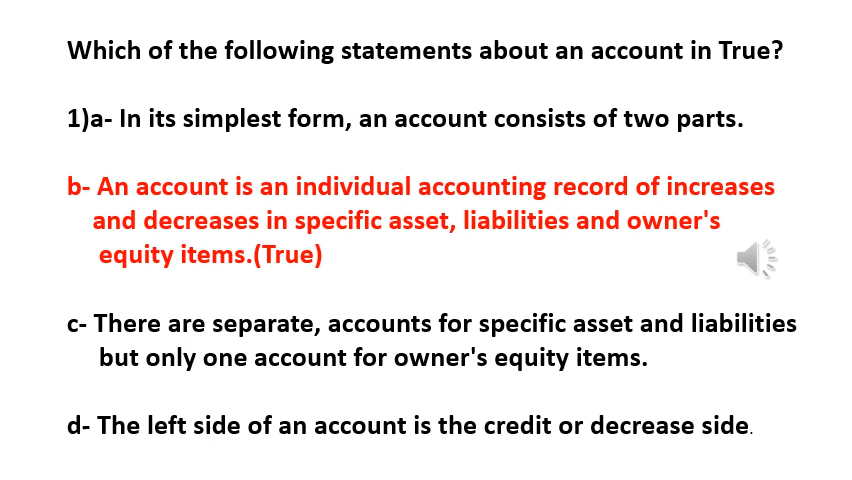 Which of the following statements about an account in True?
1)a- In its simplest form, an account consists of two parts.
b- An account is an individual accounting record of increases
and decreases in specific asset, liabilities and owner's
equity items.(True)
c- There are separate, accounts for specific asset and liabilities
but only one account for owner's equity items.
d- The left side of an account is the credit or decrease side.